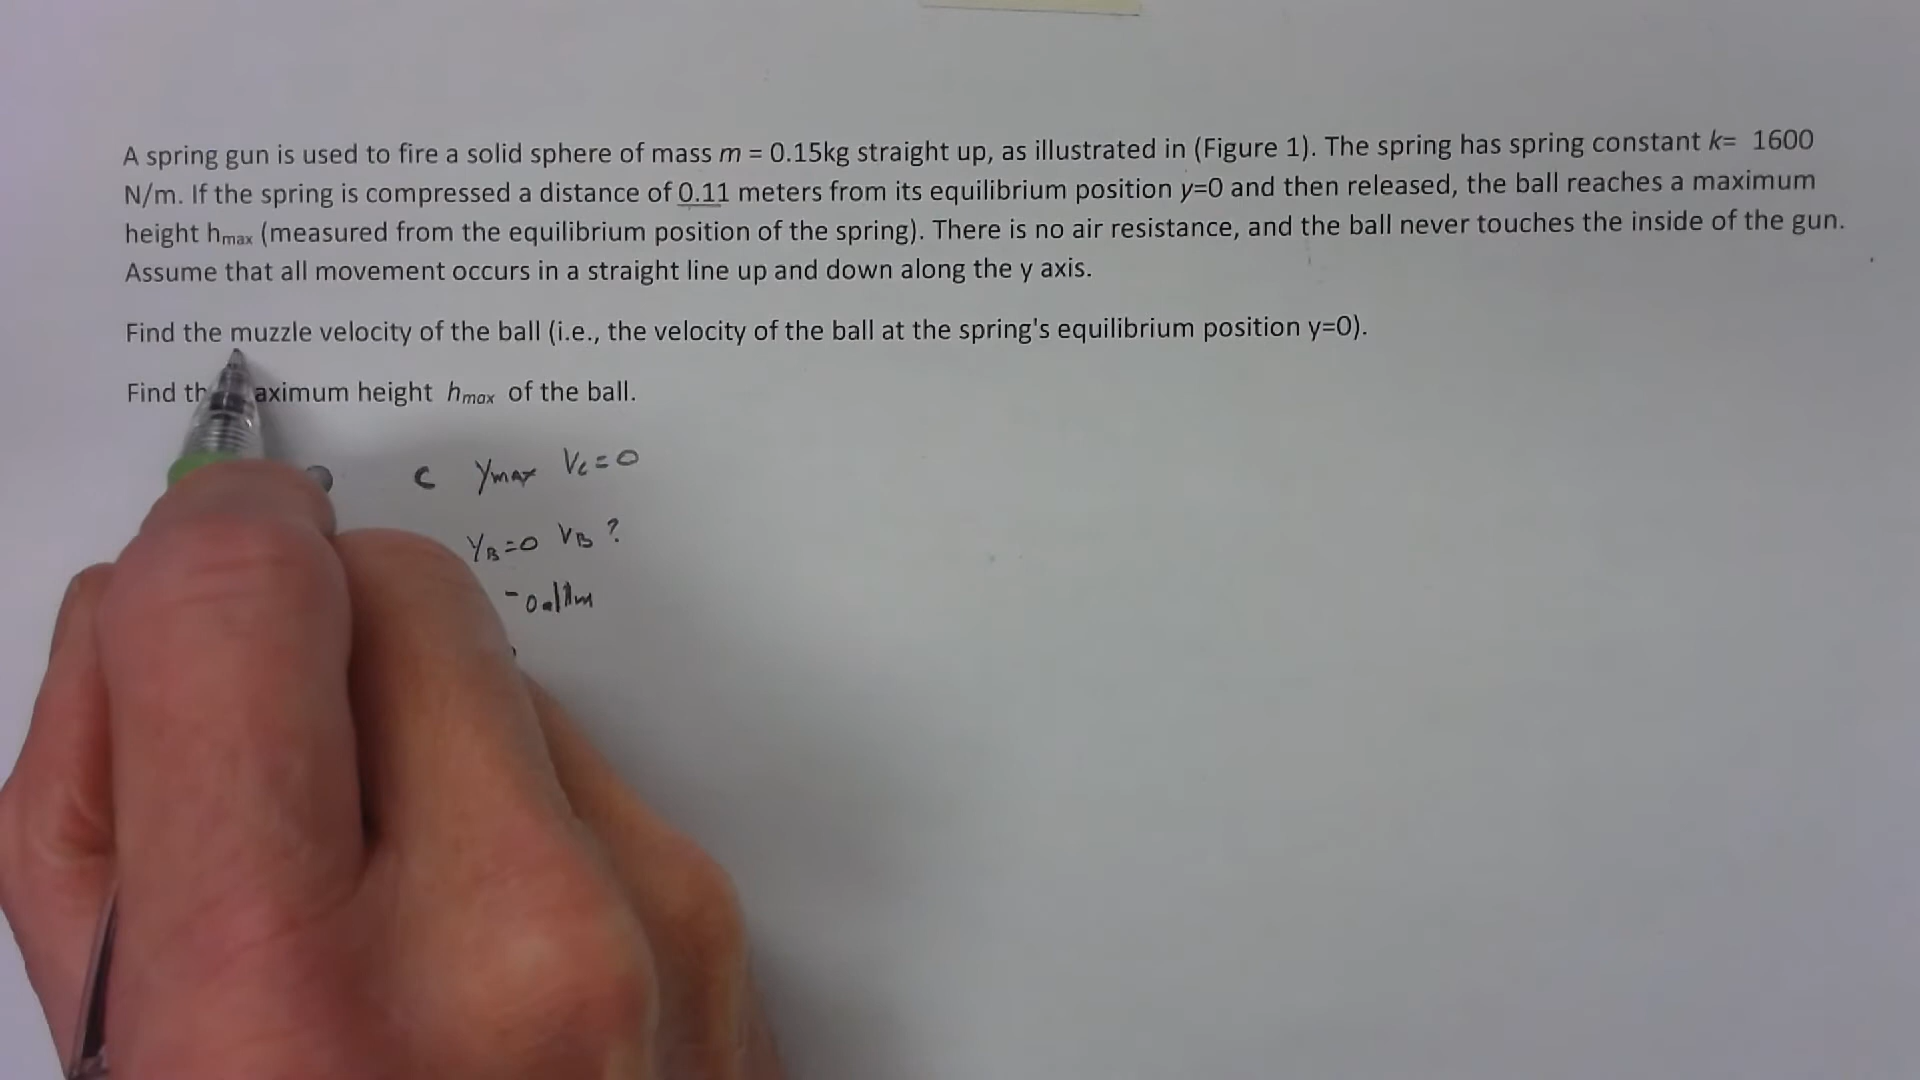 A spring gun is used to fire a solid sphere of mass m = 0.15kg straight up, as illustrated in (Figure 1). The spring has spring constant k= 1600
N/m. If the spring is compressed a distance of 0.11 meters from its equilibrium position y=0 and then released, the ball reaches a maximum
height hmax (measured from the equilibrium position of the spring). There is no air resistance, and the ball never touches the inside of the gun.
Assume that all movement occurs in a straight line up and down along the y axis.
Find the muzzle velocity of the ball (i.e., the velocity of the ball at the spring's equilibrium position y=0).
Find th aximum height hmax of the ball.
C ymax Vc=0
YB=0 VB ?
-0.11m